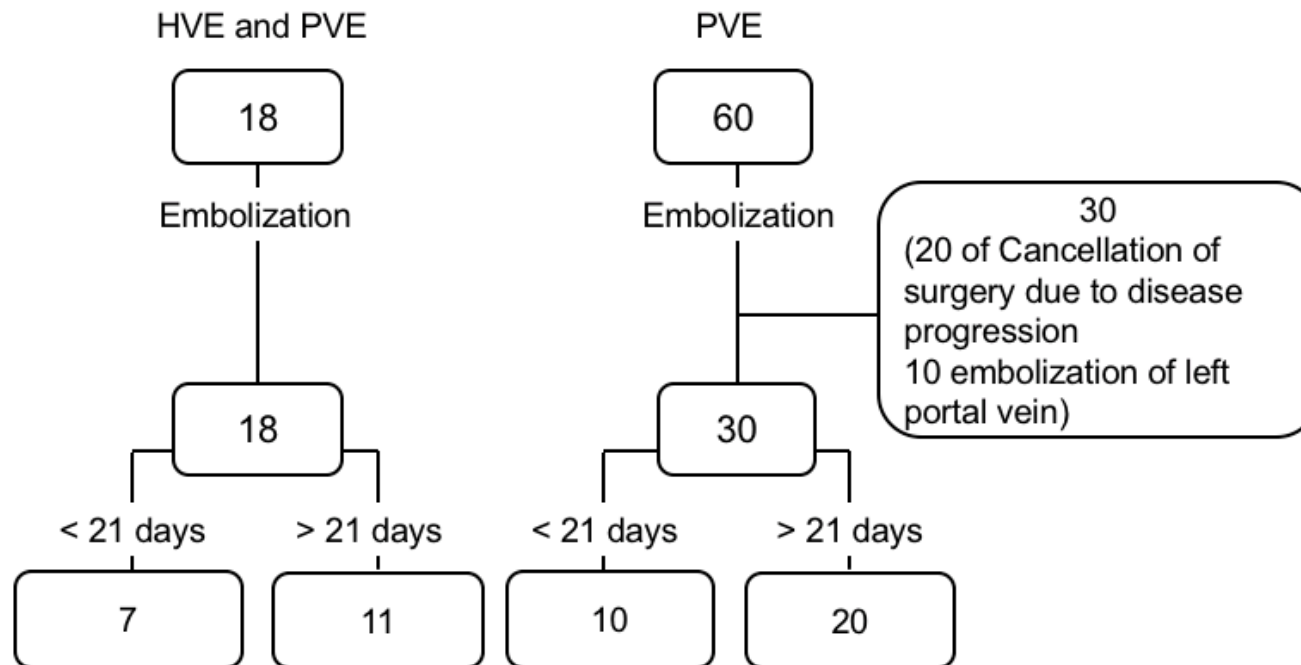 HVE and PVE
PVE
18
60
Embolization
Embolization
30
(20 of Cancellation of
surgery due to disease
progression
10 embolization of left
portal vein)
18
30
< 21 days
> 21 days
< 21 days
> 21 days
7
11
10
20